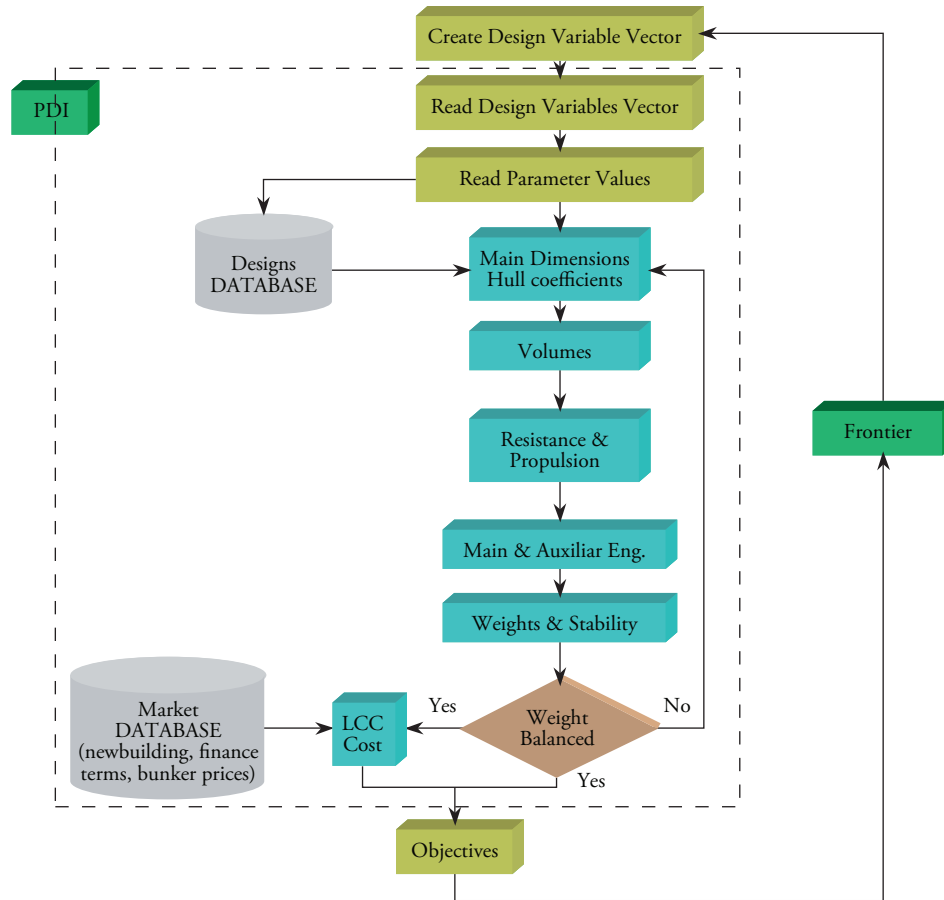 Create Design Variable Vector
PDI
Read Design Variables Vector
Read Parameter Values
Designs
DATABASE
Main Dimensions
Hull coefficients
Volumes
Resistance &
Propulsion
Frontier
Main & Auxiliar Eng.
Weights & Stability
Market
DATABASE
(newbuilding, finance
terms, bunker prices)
LCC
Cost
Yes
Weight
Balanced
No
Yes
Objectives